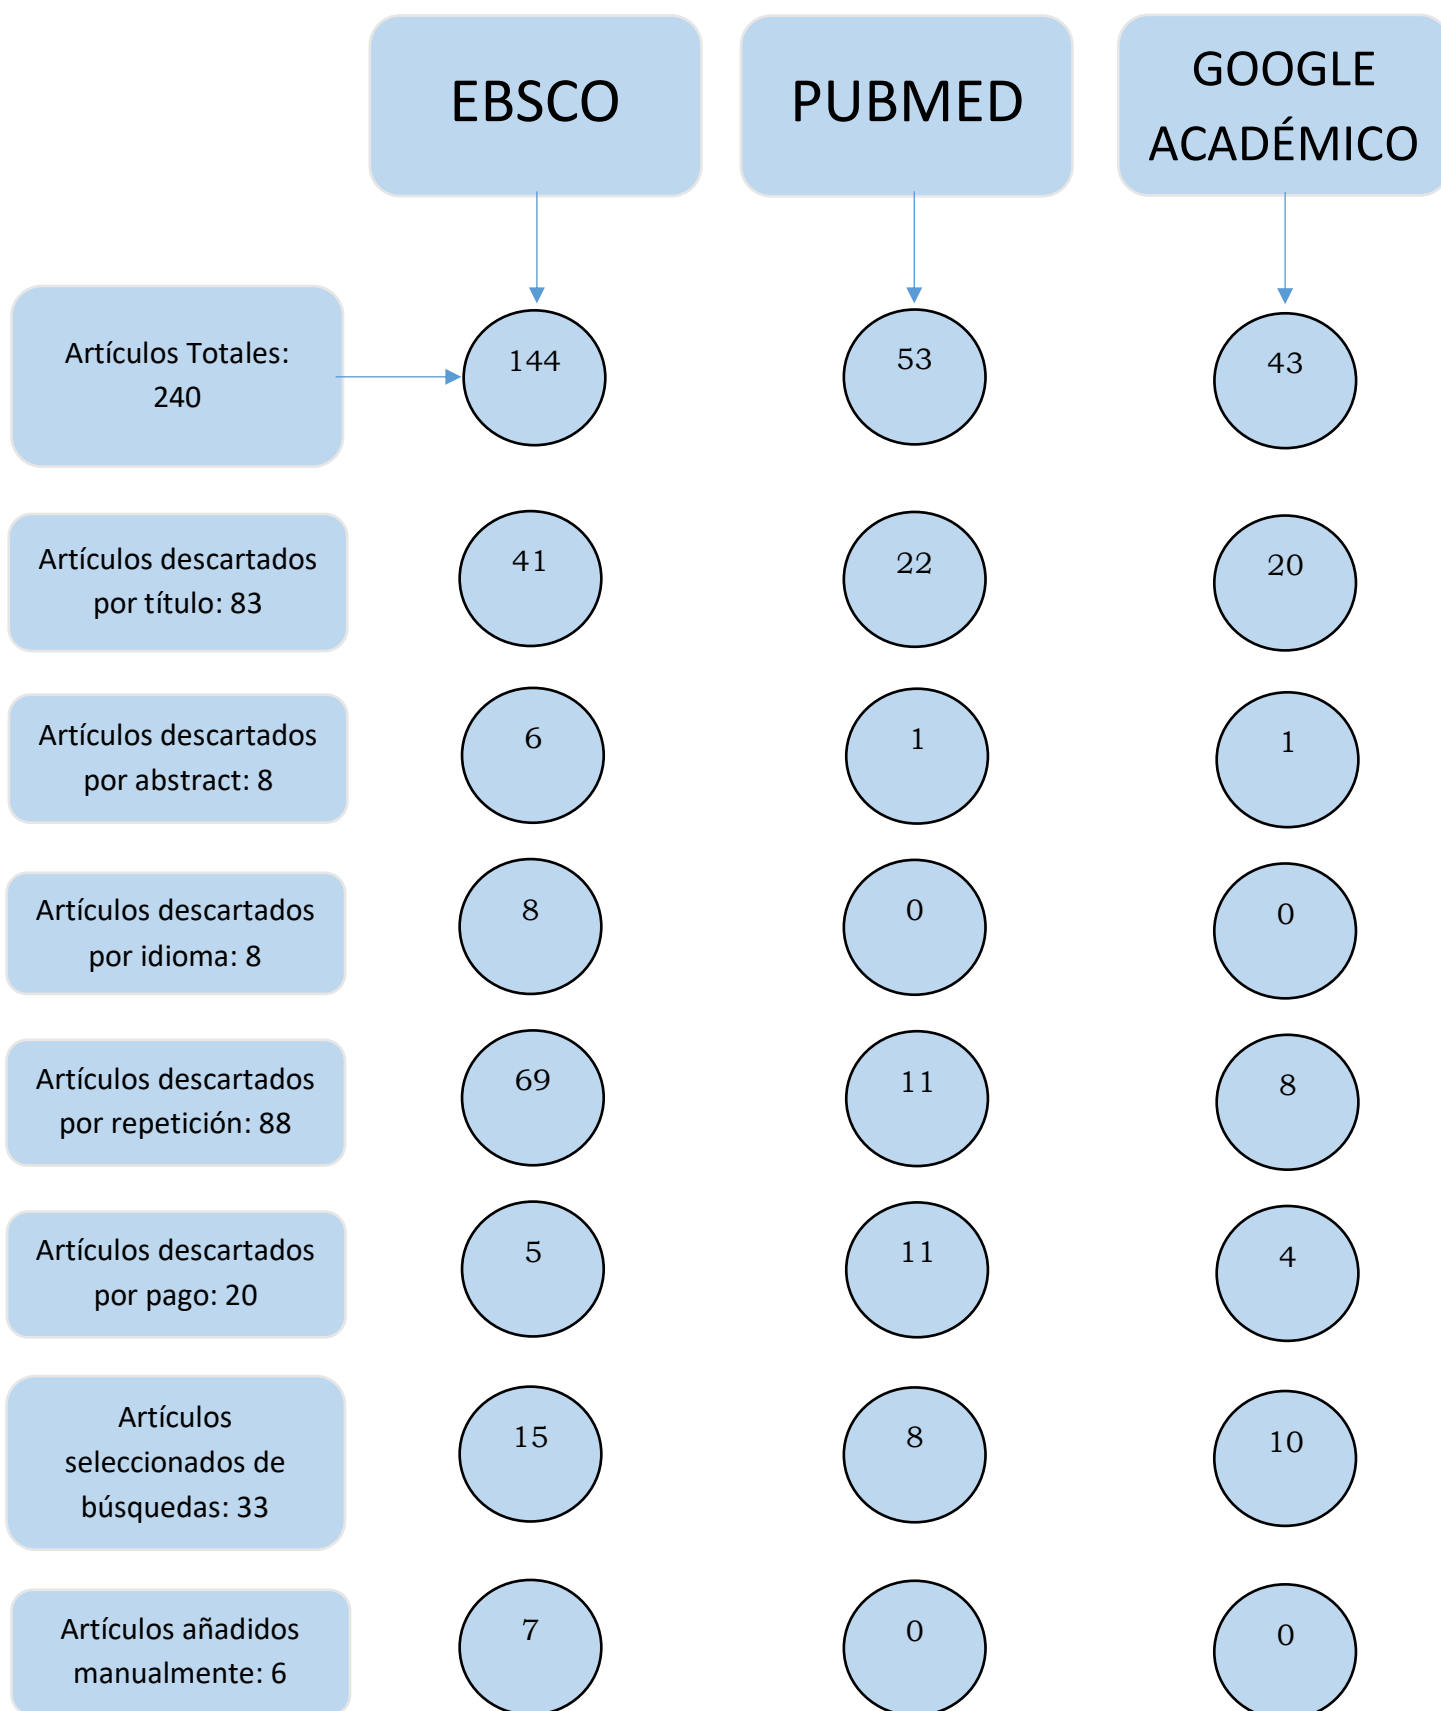 EBSCO
PUBMED
GOOGLE
ACADÉMICO
Artículos Totales:
240
144
53
43
Artículos descartados
por título: 83
41
22
20
Artículos descartados
por abstract: 8
6
1
1
Artículos descartados
por idioma: 8
8
0
0
Artículos descartados
por repetición: 88
69
11
8
Artículos descartados
por pago: 20
5
11
4
Artículos
seleccionados de
búsquedas: 33
15
8
10
Artículos añadidos
manualmente: 6
7
0
0